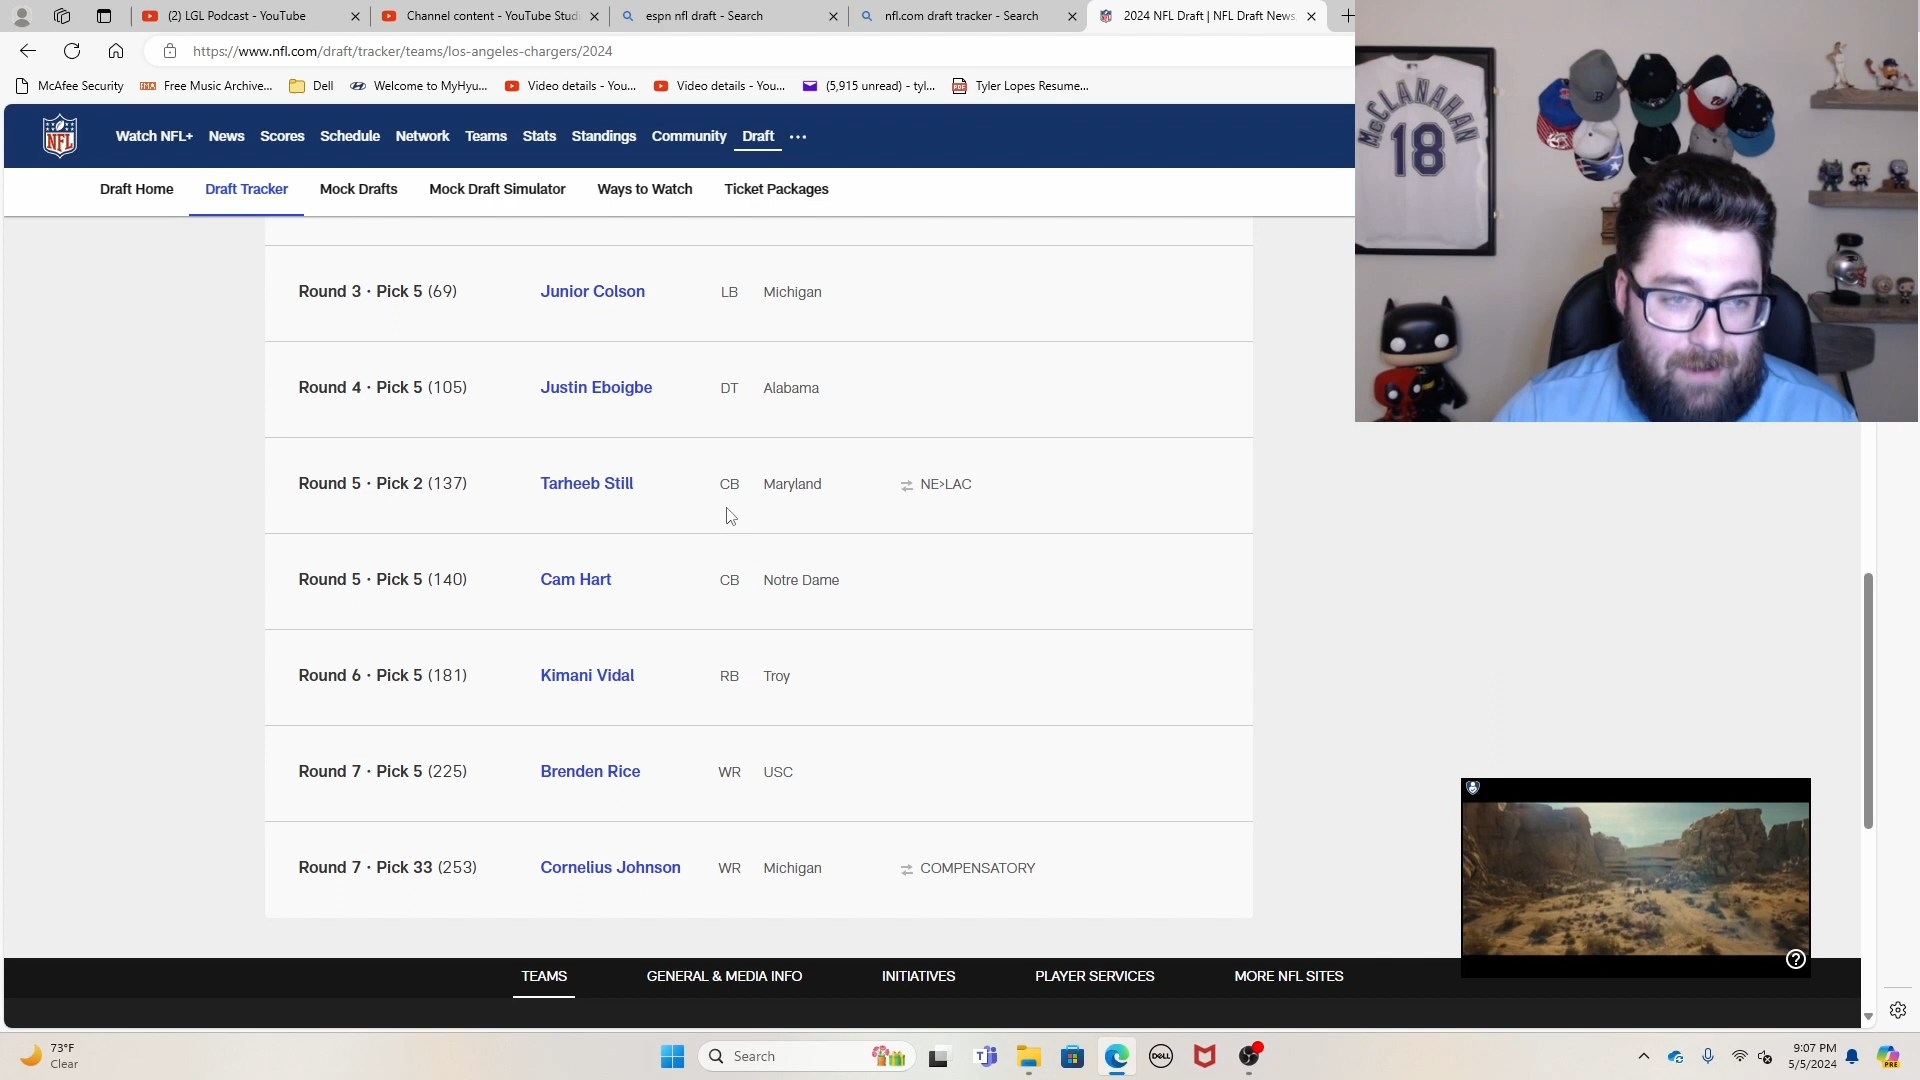 (2) LGL Podcast - YouTube
Channel content - YouTube Studi
espn nfl draft - Search
nfl.com draft tracker - Search
2024 NFL Draft | NFL Draft News,
https://www.nfl.com/draft/tracker/teams/los-angeles-chargers/2024
McAfee Security
Free Music Archive...
Dell
Welcome to MyHyu...
Video details - You...
Video details - You...
(5,915 unread) - tyl...
Tyler Lopes Resume...
NFL
Watch NFL+ News Scores Schedule Network Teams Stats Standings Community Draft
Draft Home Draft Tracker Mock Drafts Mock Draft Simulator Ways to Watch Ticket Packages
Round 3 · Pick 5 (69) Junior Colson LB Michigan
Round 4 · Pick 5 (105) Justin Eboigbe DT Alabama
Round 5 · Pick 2 (137) Tarheeb Still CB Maryland NE>LAC
Round 5 · Pick 5 (140) Cam Hart CB Notre Dame
Round 6 · Pick 5 (181) Kimani Vidal RB Troy
Round 7 · Pick 5 (225) Brenden Rice WR USC
Round 7 · Pick 33 (253) Cornelius Johnson WR Michigan COMPENSATORY
TEAMS GENERAL & MEDIA INFO INITIATIVES PLAYER SERVICES MORE NFL SITES
McCLANAHAN
18
73°F
Clear
Search
DELL
9:07 PM
5/5/2024
PRE